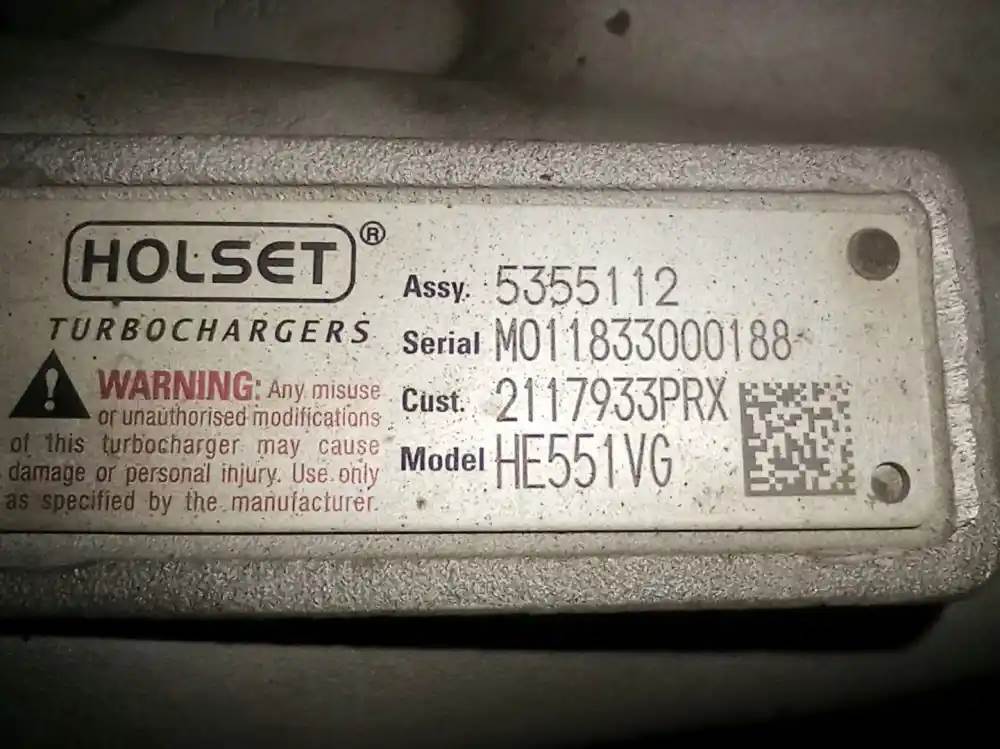 HOLSET®
TURBOCHARGERS
WARNING: Any misuse
or unauthorised modifications
of this turbocharger may cause
damage or personal injury. Use only
as specified by the manufacturer.
Assy. 5355112
Serial M011833000188
Cust. 2117933PRX
Model HE551VG